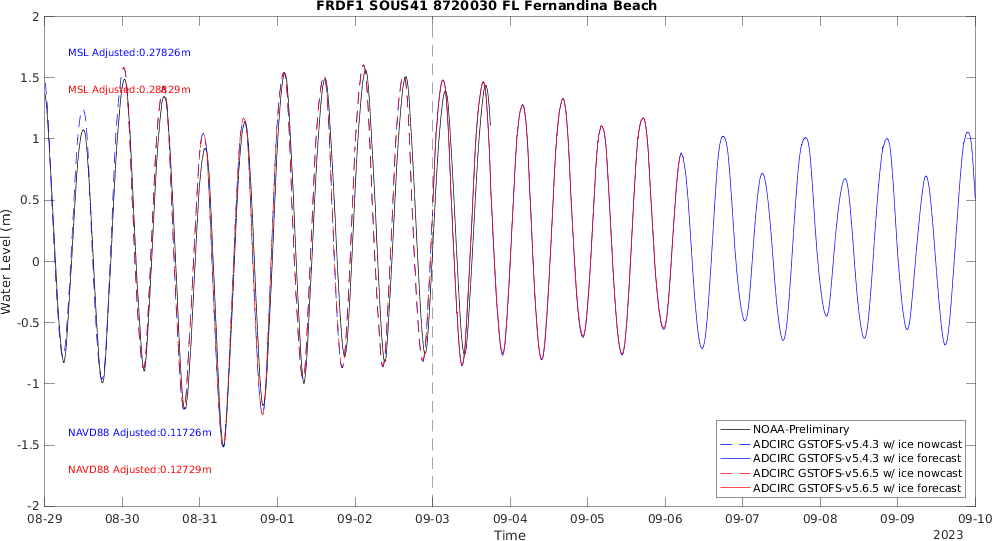 FRDF1 SOUS41 8720030 FL Fernandina Beach
2
1.5
1
0.5
0
-0.5
-1
-1.5
-2
Water Level (m)
MSL Adjusted:0.27826m
MSL Adjusted:0.28829m
NAVD88 Adjusted:0.11726m
NAVD88 Adjusted:0.12729m
NOAA-Preliminary
ADCIRC GSTOFS-v5.4.3 w/ ice nowcast
ADCIRC GSTOFS-v5.4.3 w/ ice forecast
ADCIRC GSTOFS-v5.6.5 w/ ice nowcast
ADCIRC GSTOFS-v5.6.5 w/ ice forecast
08-29 08-30 08-31 09-01 09-02 09-03 09-04 09-05 09-06 09-07 09-08 09-09 09-10
Time
2023